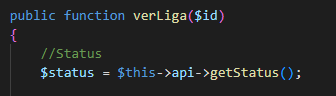 public function verLiga($id)
{
//Status
$status = $this->api->getStatus();